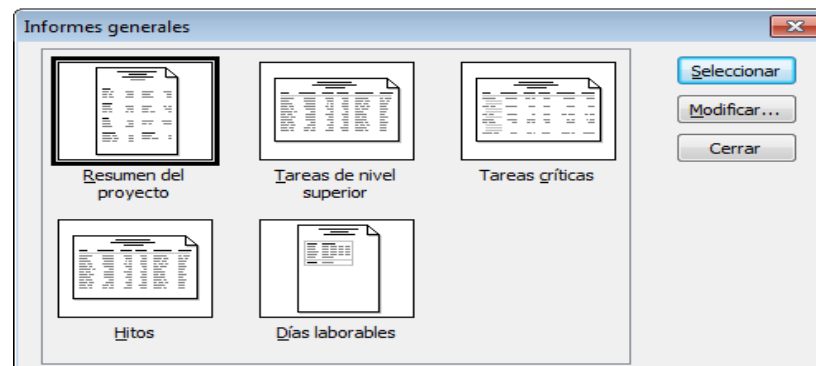 Informes generales
Seleccionar
Modificar...
Cerrar
Resumen del
proyecto
Tareas de nivel
superior
Tareas críticas
Hitos
Días laborables